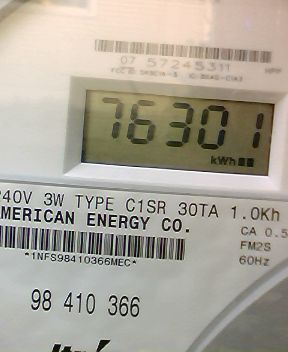 07 57245311
76301
kWh
240V 3W TYPE C1SR 30TA 1.0Kh
AMERICAN ENERGY CO.
CA 0.5
*1NFS98410366MEC*
FM2S
60Hz
98 410 366